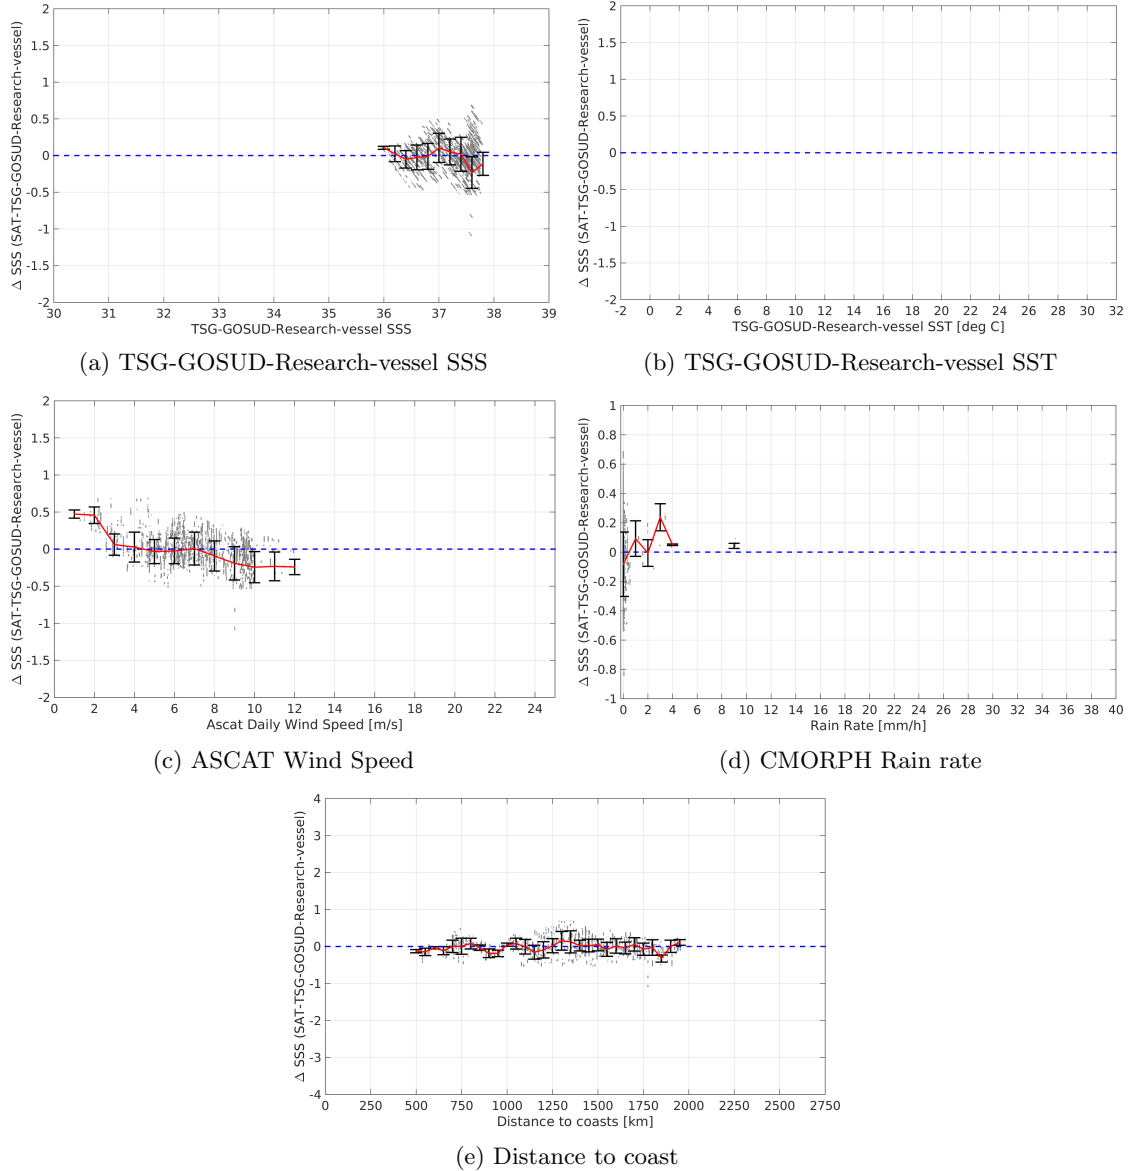 Δ SSS (SAT-TSG-GOSUD-Research-vessel)
2
1.5
1
0.5
0
-0.5
-1
-1.5
-2
30 31 32 33 34 35 36 37 38 39
TSG-GOSUD-Research-vessel SSS
(a) TSG-GOSUD-Research-vessel SSS
Δ SSS (SAT-TSG-GOSUD-Research-vessel)
2
1.5
1
0.5
0
-0.5
-1
-1.5
-2
-2 0 2 4 6 8 10 12 14 16 18 20 22 24 26 28 30 32
TSG-GOSUD-Research-vessel SST [deg C]
(b) TSG-GOSUD-Research-vessel SST
Δ SSS (SAT-TSG-GOSUD-Research-vessel)
2
1.5
1
0.5
0
-0.5
-1
-1.5
-2
0 2 4 6 8 10 12 14 16 18 20 22 24
Ascat Daily Wind Speed [m/s]
(c) ASCAT Wind Speed
Δ SSS (SAT-TSG-GOSUD-Research-vessel)
1
0.8
0.6
0.4
0.2
0
-0.2
-0.4
-0.6
-0.8
-1
0 2 4 6 8 10 12 14 16 18 20 22 24 26 28 30 32 34 36 38 40
Rain Rate [mm/h]
(d) CMORPH Rain rate
Δ SSS (SAT-TSG-GOSUD-Research-vessel)
4
3
2
1
0
-1
-2
-3
-4
0 250 500 750 1000 1250 1500 1750 2000 2250 2500 2750
Distance to coasts [km]
(e) Distance to coast